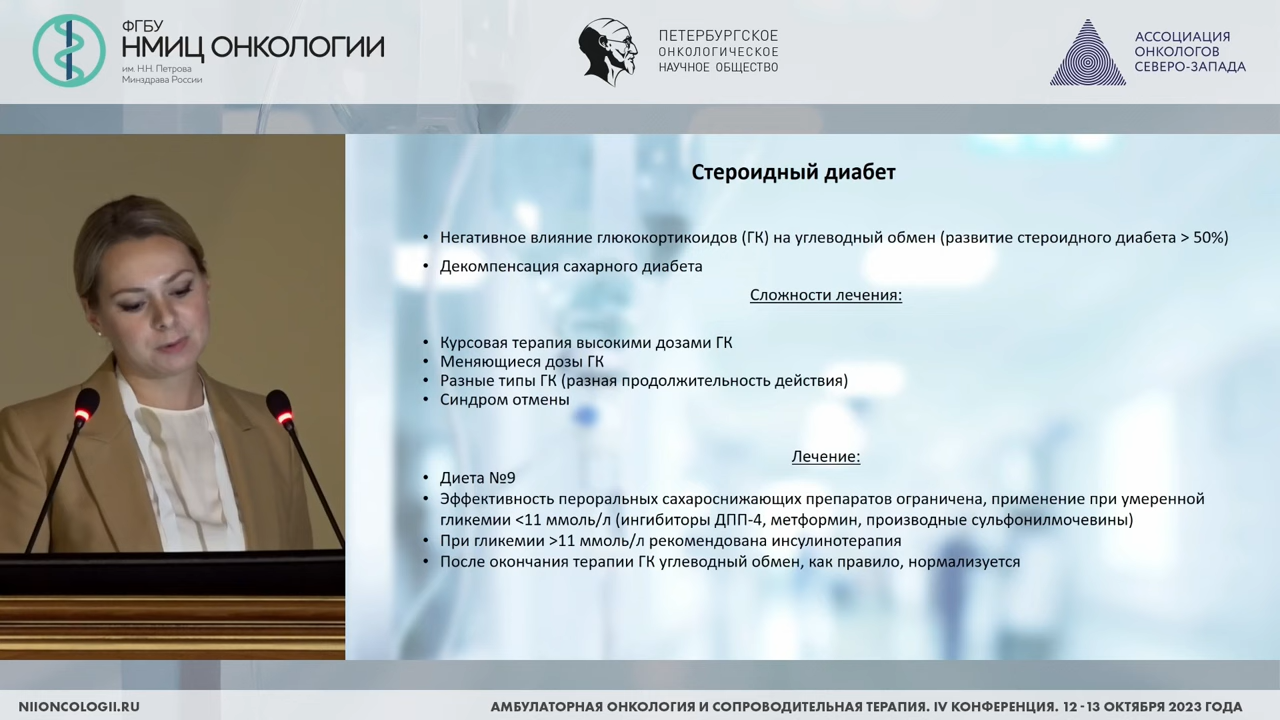 ФГБУ
НМИЦ ОНКОЛОГИИ
им. Н.Н. Петрова
Минздрава России
ПЕТЕРБУРГСКОЕ
ОНКОЛОГИЧЕСКОЕ
НАУЧНОЕ ОБЩЕСТВО
АССОЦИАЦИЯ
ОНКОЛОГОВ
СЕВЕРО-ЗАПАДА
Стероидный диабет
• Негативное влияние глюкокортикоидов (ГК) на углеводный обмен (развитие стероидного диабета > 50%)
• Декомпенсация сахарного диабета
Сложности лечения:
• Курсовая терапия высокими дозами ГК
• Меняющиеся дозы ГК
• Разные типы ГК (разная продолжительность действия)
• Синдром отмены
Лечение:
• Диета №9
• Эффективность пероральных сахароснижающих препаратов ограничена, применение при умеренной
гликемии <11 ммоль/л (ингибиторы ДПП-4, метформин, производные сульфонилмочевины)
• При гликемии >11 ммоль/л рекомендована инсулинотерапия
• После окончания терапии ГК углеводный обмен, как правило, нормализуется
NIIONCOLOGII.RU
АМБУЛАТОРНАЯ ОНКОЛОГИЯ И СОПРОВОДИТЕЛЬНАЯ ТЕРАПИЯ. IV КОНФЕРЕНЦИЯ. 12 - 13 ОКТЯБРЯ 2023 ГОДА